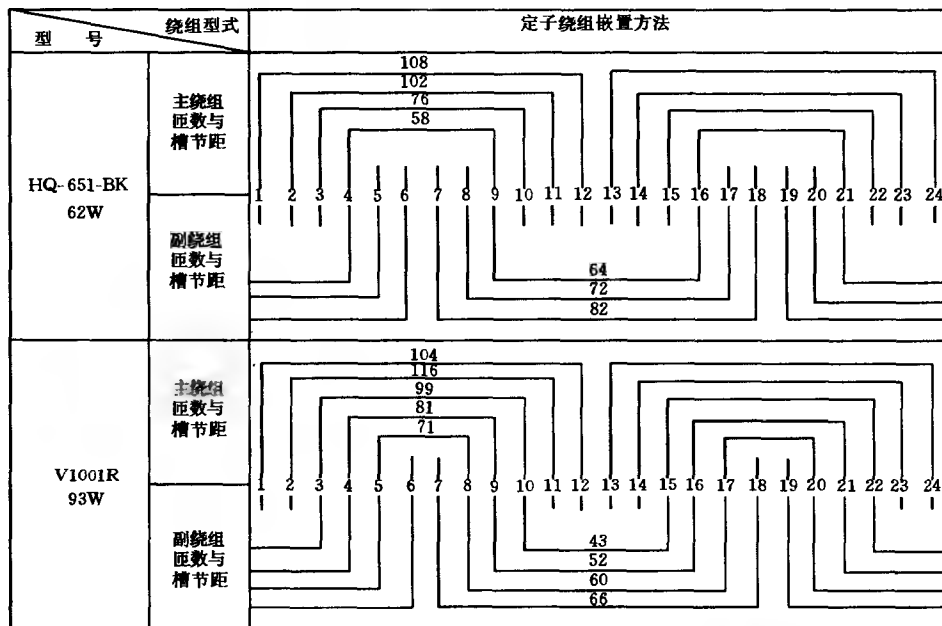 绕组型式
型 号
定子绕组嵌置方法
HQ-651-BK
62W
主绕组
匝数与
槽节距
108
102
76
58
1 2 3 4 5 6 7 8 9 10 11 12 13 14 15 16 17 18 19 20 21 22 23 24
副绕组
匝数与
槽节距
64
72
82
V1001R
93W
主绕组
匝数与
槽节距
104
116
99
81
71
1 2 3 4 5 6 7 8 9 10 11 12 13 14 15 16 17 18 19 20 21 22 23 24
副绕组
匝数与
槽节距
43
52
60
66